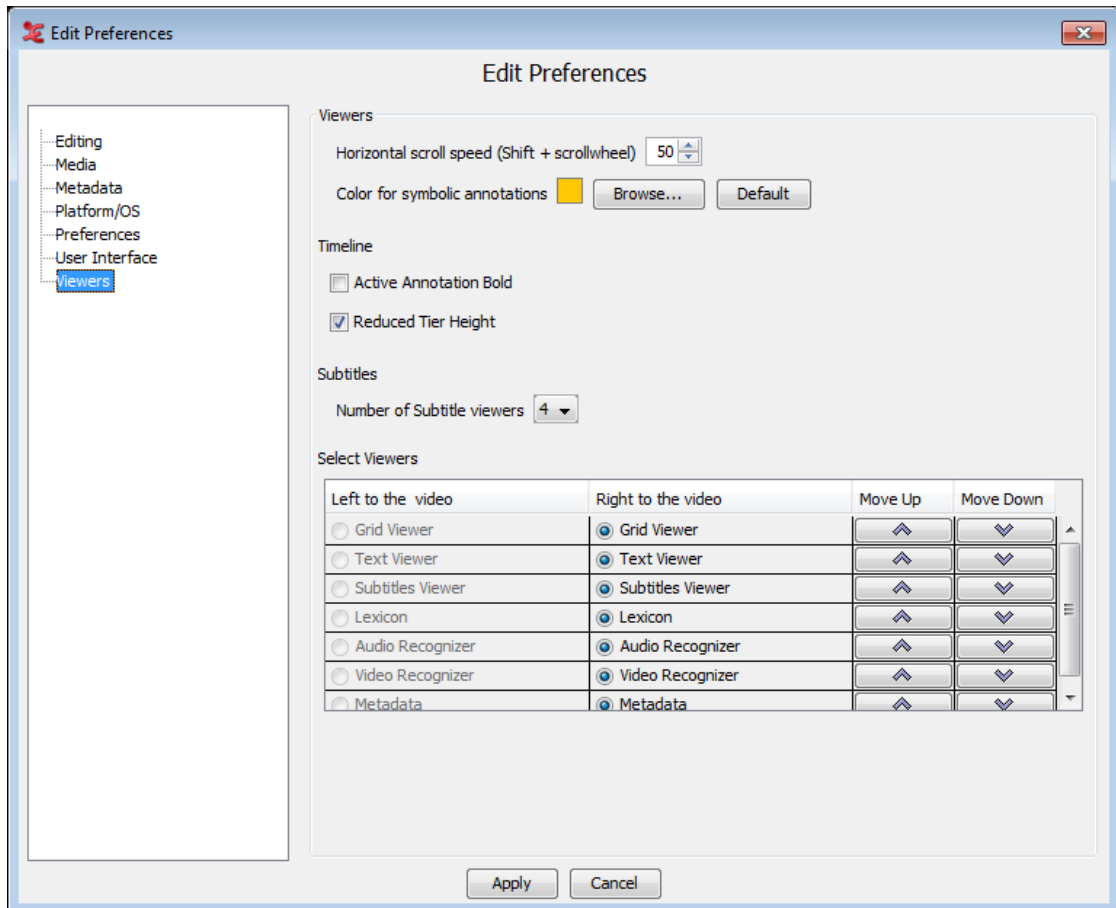 Edit Preferences
Edit Preferences
Editing
Media
Metadata
Platform/OS
Preferences
User Interface
Viewers
Viewers
Horizontal scroll speed (Shift + scrollwheel) 50
Color for symbolic annotations Browse... Default
Timeline
Active Annotation Bold
Reduced Tier Height
Subtitles
Number of Subtitle viewers 4
Select Viewers
Left to the video Right to the video Move Up Move Down
Grid Viewer Grid Viewer
Text Viewer Text Viewer
Subtitles Viewer Subtitles Viewer
Lexicon Lexicon
Audio Recognizer Audio Recognizer
Video Recognizer Video Recognizer
Metadata Metadata
Apply Cancel